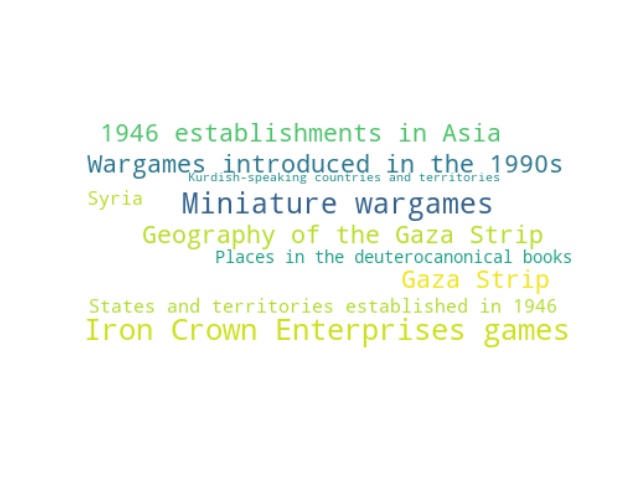 1946 establishments in Asia
Wargames introduced in the 1990s
Kurdish-speaking countries and territories
Syria
Miniature wargames
Geography of the Gaza Strip
Places in the deuterocanonical books
Gaza Strip
States and territories established in 1946
Iron Crown Enterprises games